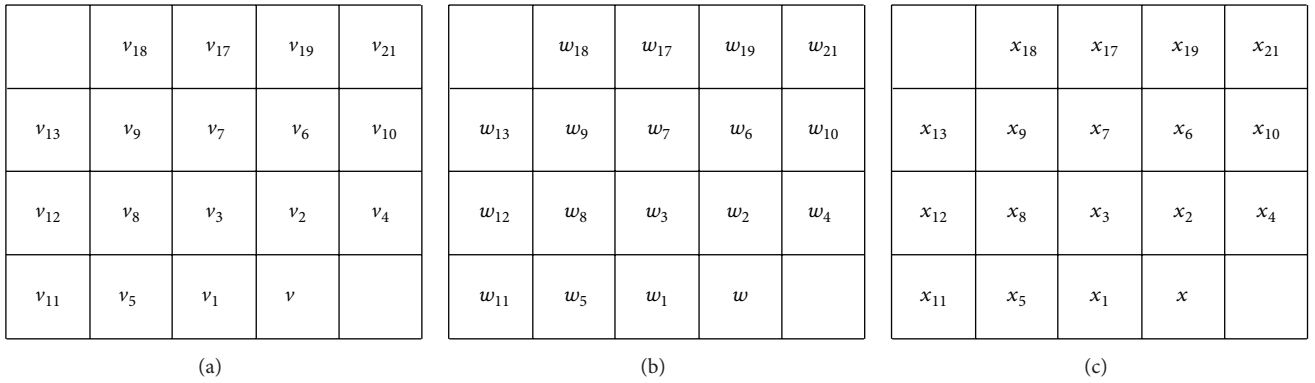 v₁₈ v₁₇ v₁₉ v₂₁ w₁₈ w₁₇ w₁₉ w₂₁ x₁₈ x₁₇ x₁₉ x₂₁
v₁₃ v₉ v₇ v₆ v₁₀ w₁₃ w₉ w₇ w₆ w₁₀ x₁₃ x₉ x₇ x₆ x₁₀
v₁₂ v₈ v₃ v₂ v₄ w₁₂ w₈ w₃ w₂ w₄ x₁₂ x₈ x₃ x₂ x₄
v₁₁ v₅ v₁ v w₁₁ w₅ w₁ w x₁₁ x₅ x₁ x
(a) (b) (c)